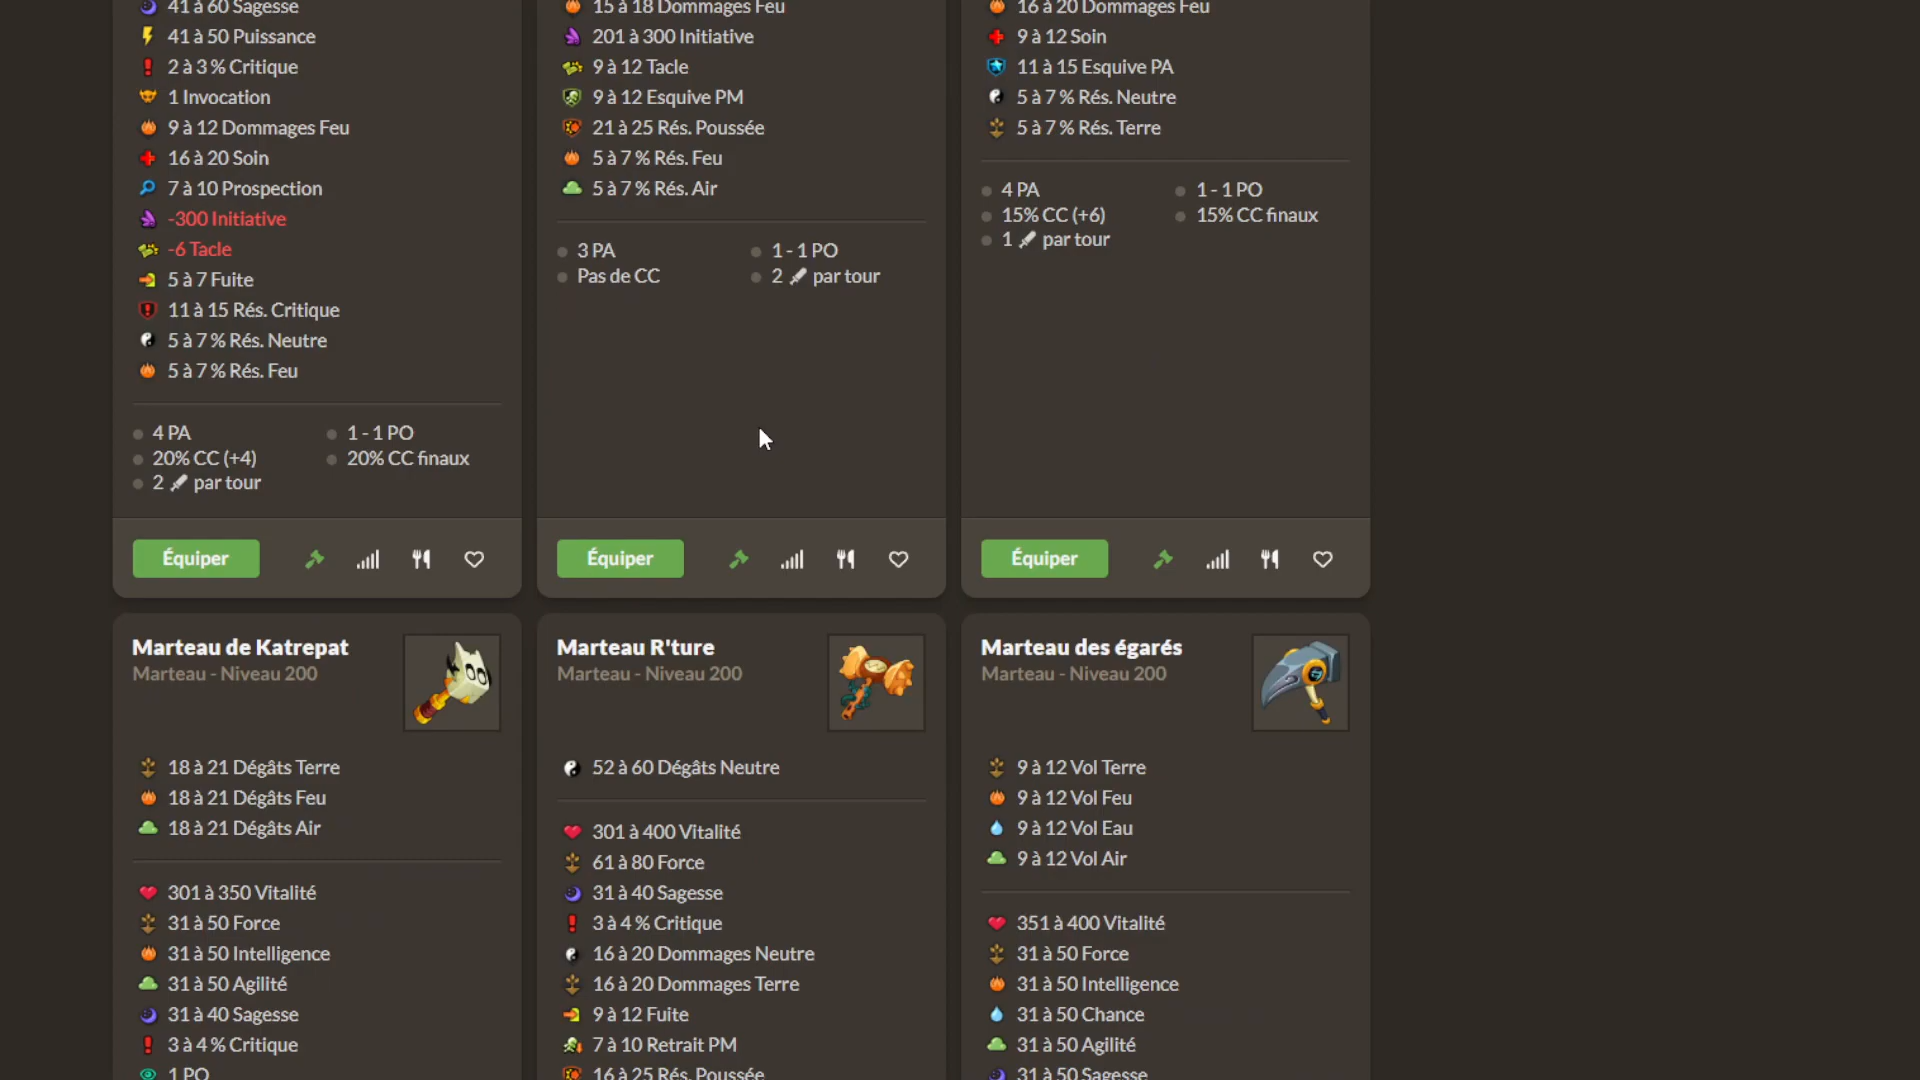 41 à 60 Sagesse
41 à 50 Puissance
2 à 3 % Critique
1 Invocation
9 à 12 Dommages Feu
16 à 20 Soin
7 à 10 Prospection
-300 Initiative
-6 Tacle
5 à 7 Fuite
11 à 15 Rés. Critique
5 à 7 % Rés. Neutre
5 à 7 % Rés. Feu
4 PA
1 - 1 PO
20% CC (+4)
20% CC finaux
2 par tour
Équiper
15 à 18 Dommages Feu
201 à 300 Initiative
9 à 12 Tacle
9 à 12 Esquive PM
21 à 25 Rés. Poussée
5 à 7 % Rés. Feu
5 à 7 % Rés. Air
3 PA
1 - 1 PO
Pas de CC
2 par tour
Équiper
16 à 20 Dommages Feu
9 à 12 Soin
11 à 15 Esquive PA
5 à 7 % Rés. Neutre
5 à 7 % Rés. Terre
4 PA
1 - 1 PO
15% CC (+6)
15% CC finaux
1 par tour
Équiper
Marteau de Katrepat
Marteau - Niveau 200
18 à 21 Dégâts Terre
18 à 21 Dégâts Feu
18 à 21 Dégâts Air
301 à 350 Vitalité
31 à 50 Force
31 à 50 Intelligence
31 à 50 Agilité
31 à 40 Sagesse
3 à 4 % Critique
1 PO
Marteau R'ture
Marteau - Niveau 200
52 à 60 Dégâts Neutre
301 à 400 Vitalité
61 à 80 Force
31 à 40 Sagesse
3 à 4 % Critique
16 à 20 Dommages Neutre
16 à 20 Dommages Terre
9 à 12 Fuite
7 à 10 Retrait PM
16 à 25 Rés. Poussée
Marteau des égarés
Marteau - Niveau 200
9 à 12 Vol Terre
9 à 12 Vol Feu
9 à 12 Vol Eau
9 à 12 Vol Air
351 à 400 Vitalité
31 à 50 Force
31 à 50 Intelligence
31 à 50 Chance
31 à 50 Agilité
31 à 50 Sagesse